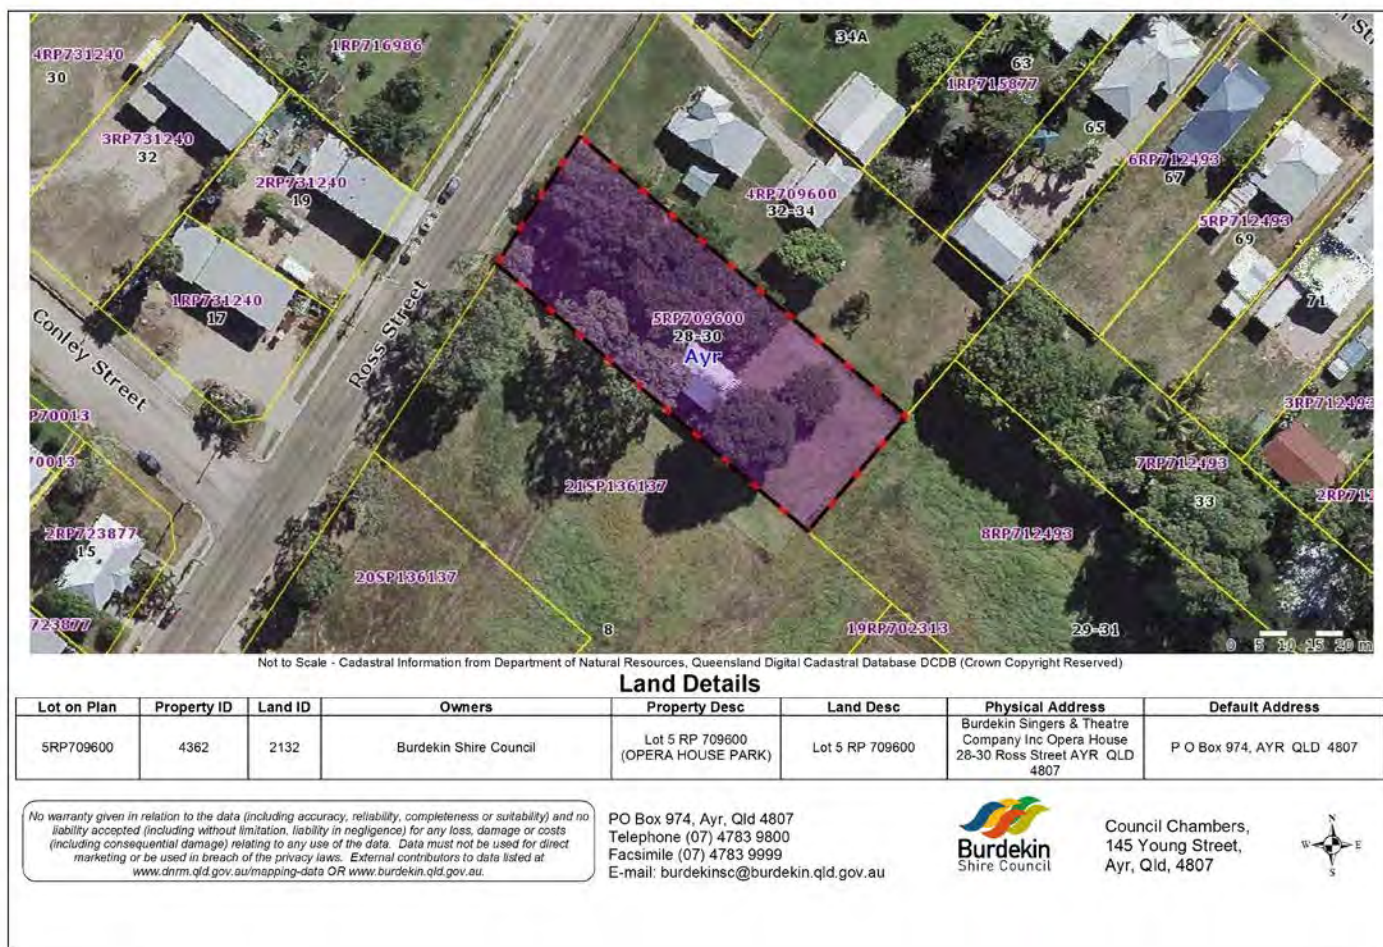 34A
4RP731240
30
1RP716986
63
1RP715877
65
3RP731240
32
2RP731240
19
6RP712493
67
4RP709600
32-34
5RP712493
69
1RP731240
17
71
Conley Street
Ross Street
5RP709600
28-30
Ayr
3RP712493
P70013
70013
7RP712493
33
2RP712
21SP136137
2RP723877
15
8RP712493
20SP136137
723877
8
19RP702313
29-31
0 5 10 15 20 m
Not to Scale - Cadastral Information from Department of Natural Resources, Queensland Digital Cadastral Database DCDB (Crown Copyright Reserved)
Land Details
Lot on Plan Property ID Land ID Owners Property Desc Land Desc Physical Address Default Address
5RP709600 4362 2132 Burdekin Shire Council Lot 5 RP 709600 (OPERA HOUSE PARK) Lot 5 RP 709600 Burdekin Singers & Theatre Company Inc Opera House 28-30 Ross Street AYR QLD 4807 P O Box 974, AYR QLD 4807
No warranty given in relation to the data (including accuracy, reliability, completeness or suitability) and no
liability accepted (including without limitation, liability in negligence) for any loss, damage or costs
(including consequential damage) relating to any use of the data. Data must not be used for direct
marketing or be used in breach of the privacy laws. External contributors to data listed at
www.dnrm.qld.gov.au/mapping-data OR www.burdekin.qld.gov.au.
PO Box 974, Ayr, Qld 4807
Telephone (07) 4783 9800
Facsimile (07) 4783 9999
E-mail: burdekinsc@burdekin.qld.gov.au
Burdekin
Shire Council
Council Chambers,
145 Young Street,
Ayr, Qld, 4807
N
W E
S